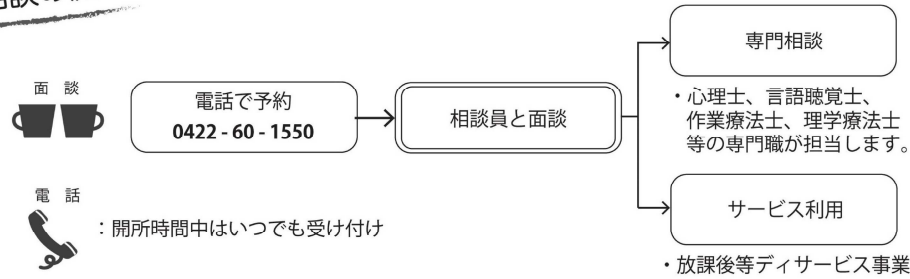 面 談
電話で予約
0422 - 60 - 1550
相談員と面談
専門相談
・心理士、言語聴覚士、
作業療法士、理学療法士
等の専門職が担当します。
サービス利用
・放課後等ディサービス事業
電 話
：開所時間中はいつでも受け付け